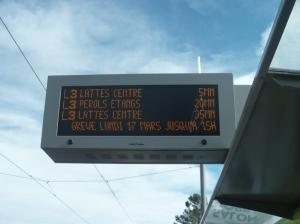 L3 LATTES CENTRE 5MN
L3 PEROLS ETANGS 20MN
L3 LATTES CENTRE 35MN
GREVE LUNDI 17 MARS JUSQU'A 15H